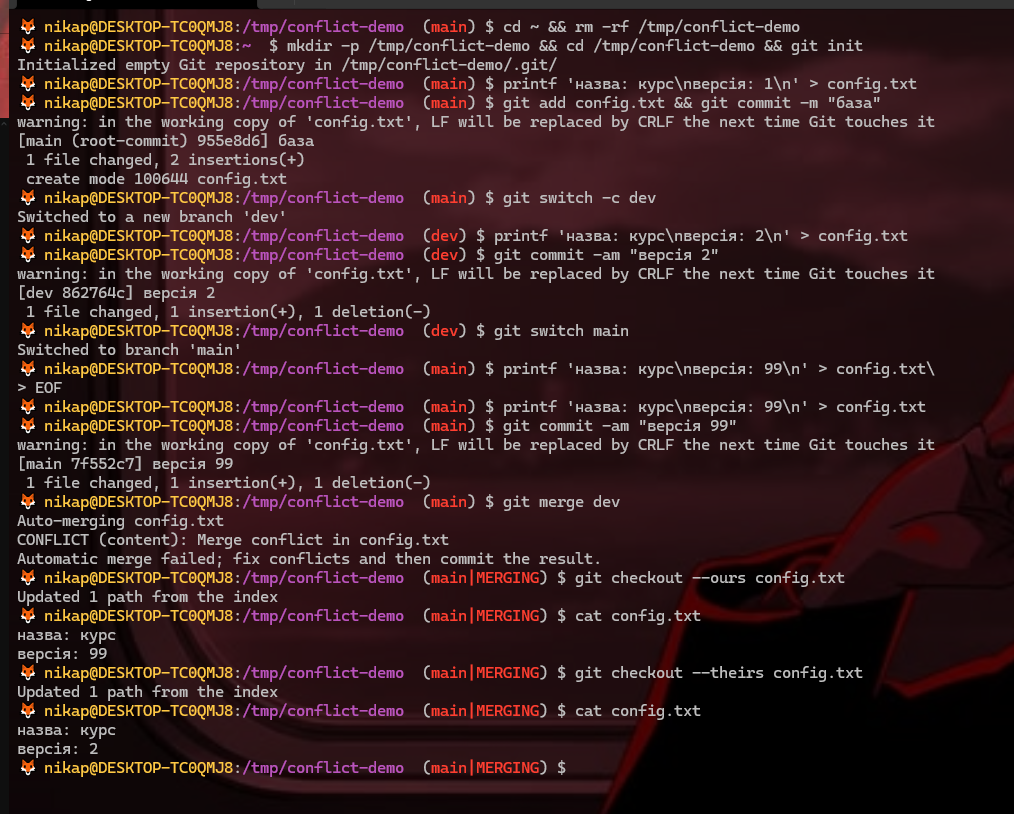 🦊 nikap@DESKTOP-TC0QMJ8:/tmp/conflict-demo (main) $ cd ~ && rm -rf /tmp/conflict-demo
🦊 nikap@DESKTOP-TC0QMJ8:~ $ mkdir -p /tmp/conflict-demo && cd /tmp/conflict-demo && git init
Initialized empty Git repository in /tmp/conflict-demo/.git/
🦊 nikap@DESKTOP-TC0QMJ8:/tmp/conflict-demo (main) $ printf 'назва: курс\nверсія: 1\n' > config.txt
🦊 nikap@DESKTOP-TC0QMJ8:/tmp/conflict-demo (main) $ git add config.txt && git commit -m "база"
warning: in the working copy of 'config.txt', LF will be replaced by CRLF the next time Git touches it
[main (root-commit) 955e8d6] база
 1 file changed, 2 insertions(+)
 create mode 100644 config.txt
🦊 nikap@DESKTOP-TC0QMJ8:/tmp/conflict-demo (main) $ git switch -c dev
Switched to a new branch 'dev'
🦊 nikap@DESKTOP-TC0QMJ8:/tmp/conflict-demo (dev) $ printf 'назва: курс\nверсія: 2\n' > config.txt
🦊 nikap@DESKTOP-TC0QMJ8:/tmp/conflict-demo (dev) $ git commit -am "версія 2"
warning: in the working copy of 'config.txt', LF will be replaced by CRLF the next time Git touches it
[dev 862764c] версія 2
 1 file changed, 1 insertion(+), 1 deletion(-)
🦊 nikap@DESKTOP-TC0QMJ8:/tmp/conflict-demo (dev) $ git switch main
Switched to branch 'main'
🦊 nikap@DESKTOP-TC0QMJ8:/tmp/conflict-demo (main) $ printf 'назва: курс\nверсія: 99\n' > config.txt\
> EOF
🦊 nikap@DESKTOP-TC0QMJ8:/tmp/conflict-demo (main) $ printf 'назва: курс\nверсія: 99\n' > config.txt
🦊 nikap@DESKTOP-TC0QMJ8:/tmp/conflict-demo (main) $ git commit -am "версія 99"
warning: in the working copy of 'config.txt', LF will be replaced by CRLF the next time Git touches it
[main 7f552c7] версія 99
 1 file changed, 1 insertion(+), 1 deletion(-)
🦊 nikap@DESKTOP-TC0QMJ8:/tmp/conflict-demo (main) $ git merge dev
Auto-merging config.txt
CONFLICT (content): Merge conflict in config.txt
Automatic merge failed; fix conflicts and then commit the result.
🦊 nikap@DESKTOP-TC0QMJ8:/tmp/conflict-demo (main|MERGING) $ git checkout --ours config.txt
Updated 1 path from the index
🦊 nikap@DESKTOP-TC0QMJ8:/tmp/conflict-demo (main|MERGING) $ cat config.txt
назва: курс
версія: 99
🦊 nikap@DESKTOP-TC0QMJ8:/tmp/conflict-demo (main|MERGING) $ git checkout --theirs config.txt
Updated 1 path from the index
🦊 nikap@DESKTOP-TC0QMJ8:/tmp/conflict-demo (main|MERGING) $ cat config.txt
назва: курс
версія: 2
🦊 nikap@DESKTOP-TC0QMJ8:/tmp/conflict-demo (main|MERGING) $